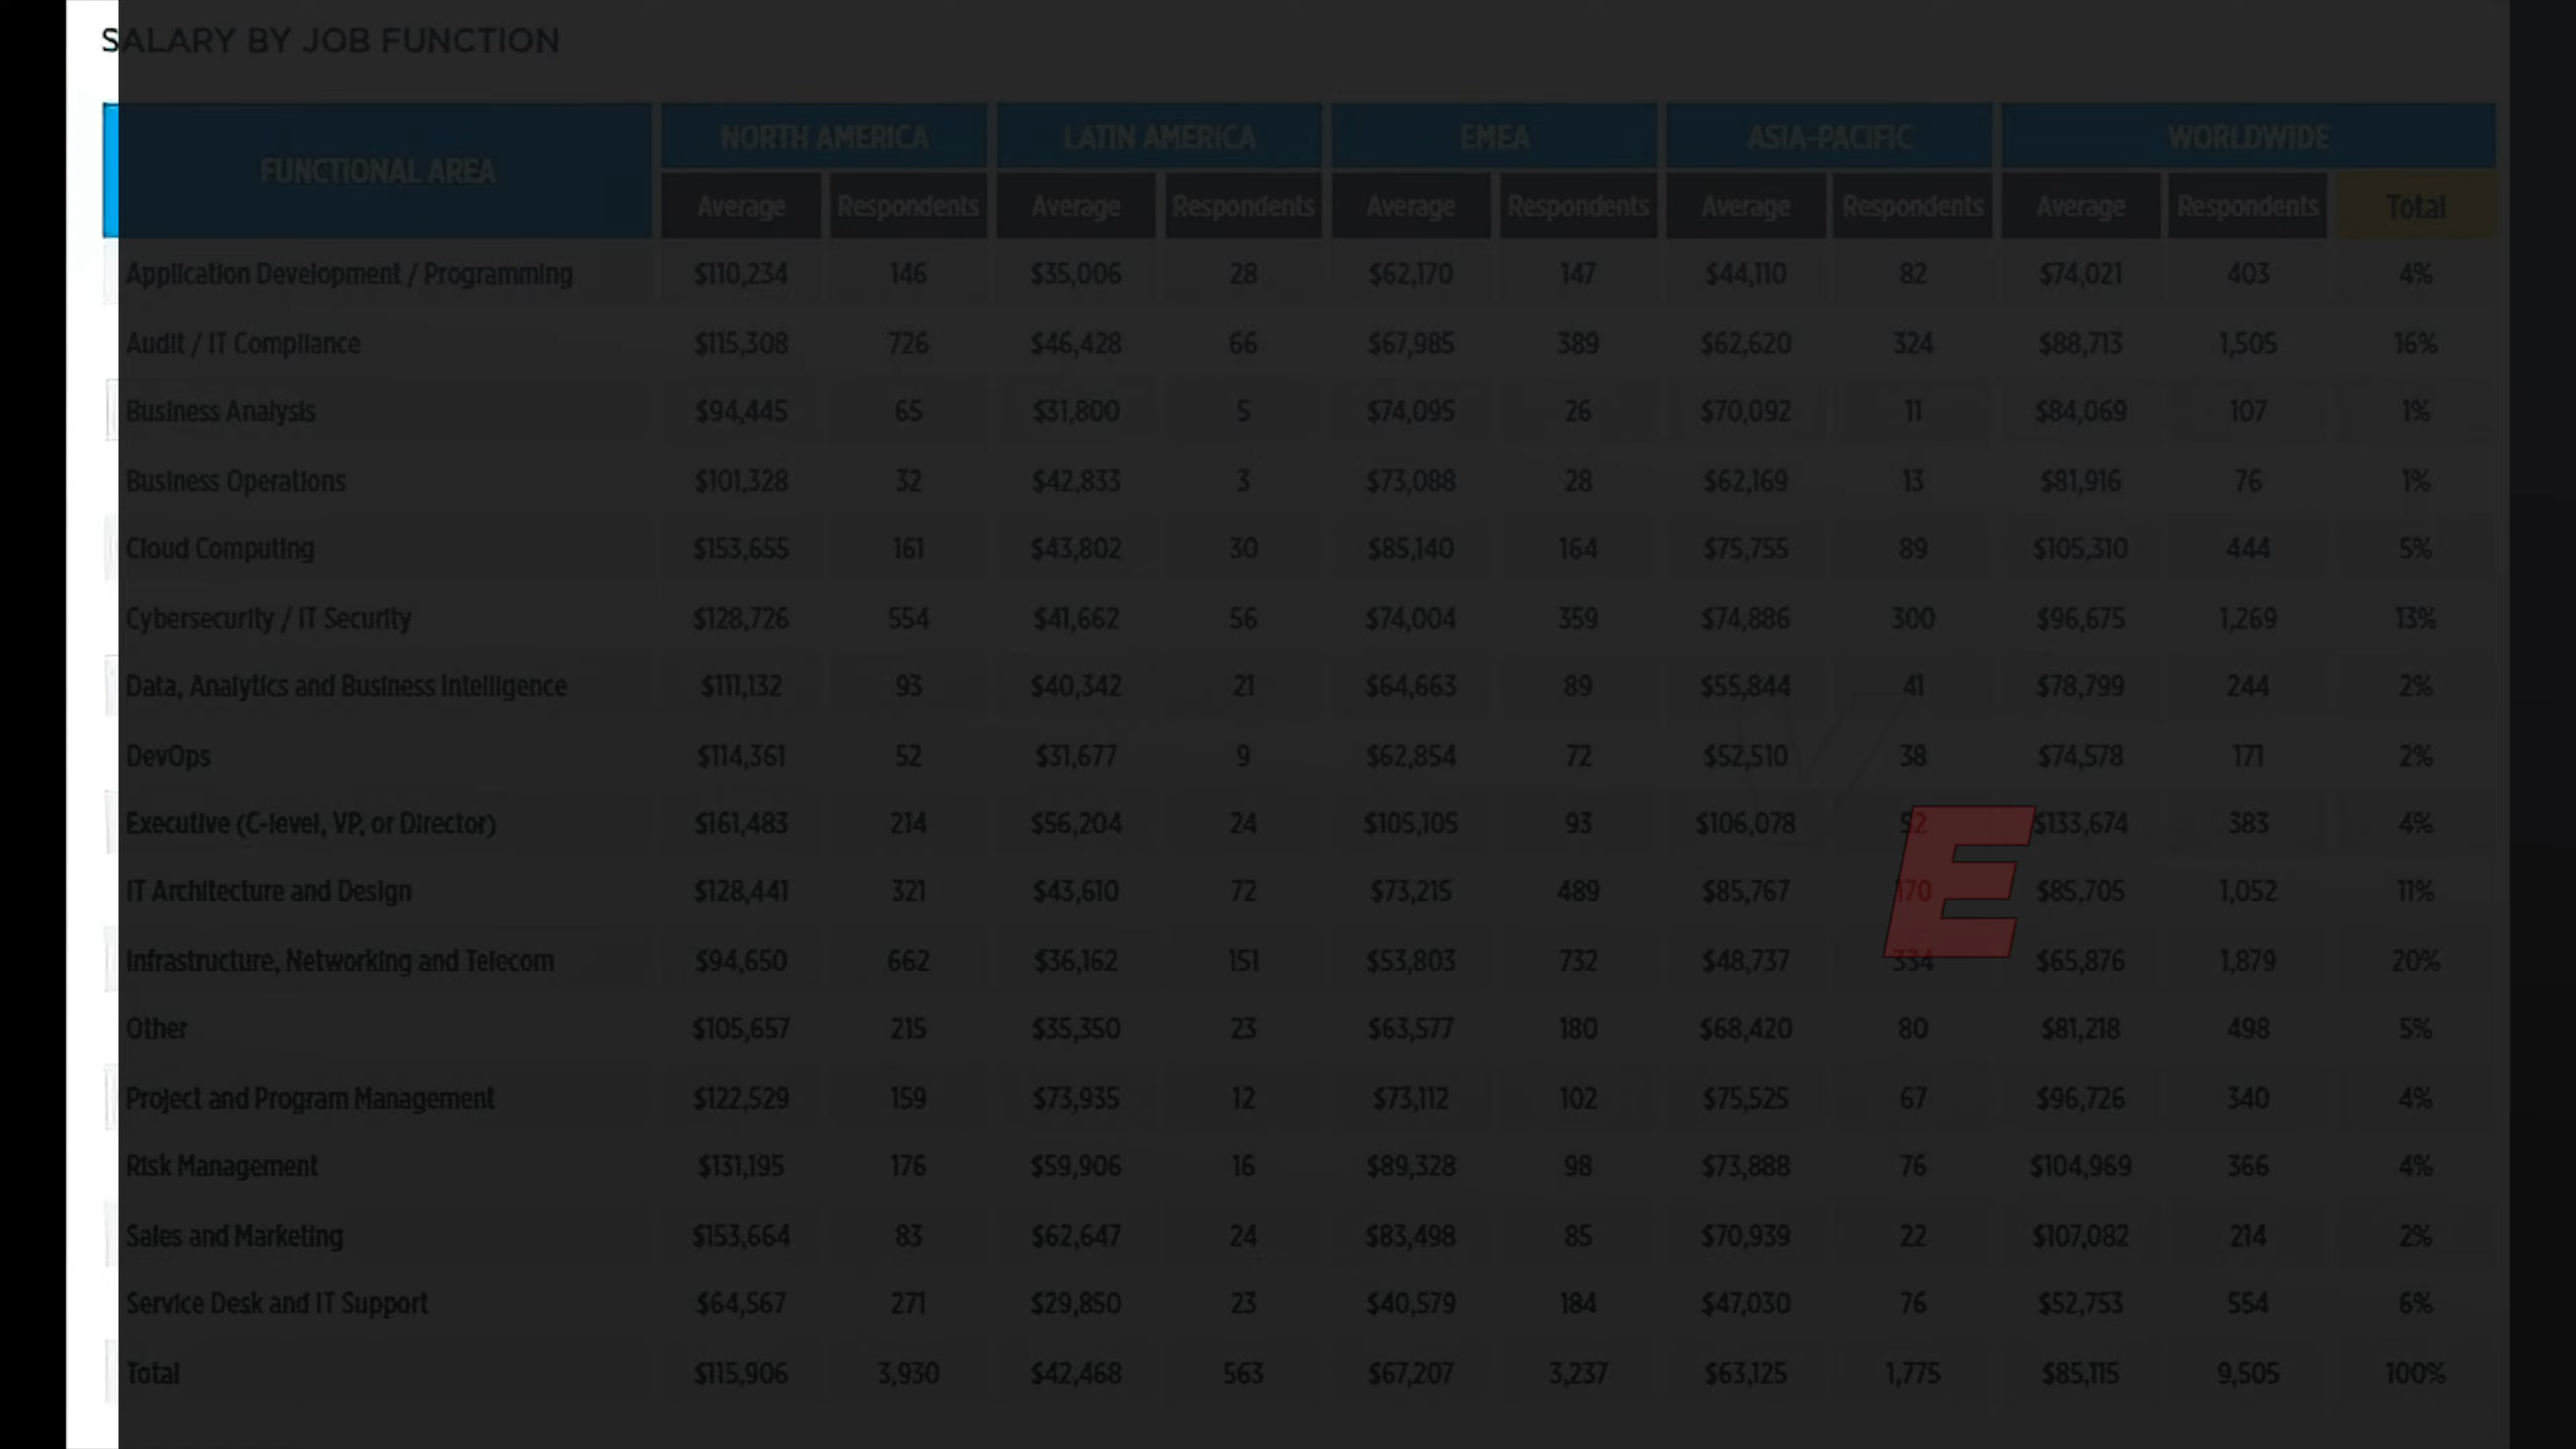 SALARY BY JOB FUNCTION
FUNCTIONAL AREA NORTH AMERICA LATIN AMERICA EMEA ASIA-PACIFIC WORLDWIDE
Average Respondents Average Respondents Average Respondents Average Respondents Average Respondents Total
Application Development / Programming $110,234 146 $35,006 28 $62,170 147 $44,110 82 $74,021 403 4%
Audit / IT Compliance $115,308 726 $46,428 66 $67,985 389 $62,620 324 $88,713 1,505 16%
Business Analysis $94,445 65 $31,800 5 $74,095 26 $70,092 11 $84,069 107 1%
Business Operations $101,328 32 $42,833 3 $73,088 28 $62,169 13 $81,916 76 1%
Cloud Computing $153,655 161 $43,802 30 $85,140 164 $75,755 89 $105,310 444 5%
Cybersecurity / IT Security $128,726 554 $41,662 56 $74,004 359 $74,886 300 $96,675 1,269 13%
Data, Analytics and Business Intelligence $111,132 93 $40,342 21 $64,663 89 $55,844 41 $78,799 244 2%
DevOps $114,361 52 $31,677 9 $62,854 72 $52,510 38 $74,578 171 2%
Executive (C-level, VP, or Director) $161,483 214 $56,204 24 $105,105 93 $106,078 52 $133,674 383 4%
E
IT Architecture and Design $128,441 321 $43,610 72 $73,215 489 $85,767 170 $85,705 1,052 11%
Infrastructure, Networking and Telecom $94,650 662 $36,162 151 $53,803 732 $48,737 334 $65,876 1,879 20%
Other $105,657 215 $35,350 23 $63,577 180 $68,420 80 $81,218 498 5%
Project and Program Management $122,529 159 $73,935 12 $73,112 102 $75,525 67 $96,726 340 4%
Risk Management $131,195 176 $59,906 16 $89,328 98 $73,888 76 $104,969 366 4%
Sales and Marketing $153,664 83 $62,647 24 $83,498 85 $70,939 22 $107,082 214 2%
Service Desk and IT Support $64,567 271 $29,850 23 $40,579 184 $47,030 76 $52,753 554 6%
Total $115,906 3,930 $42,468 563 $67,207 3,237 $63,125 1,775 $85,115 9,505 100%